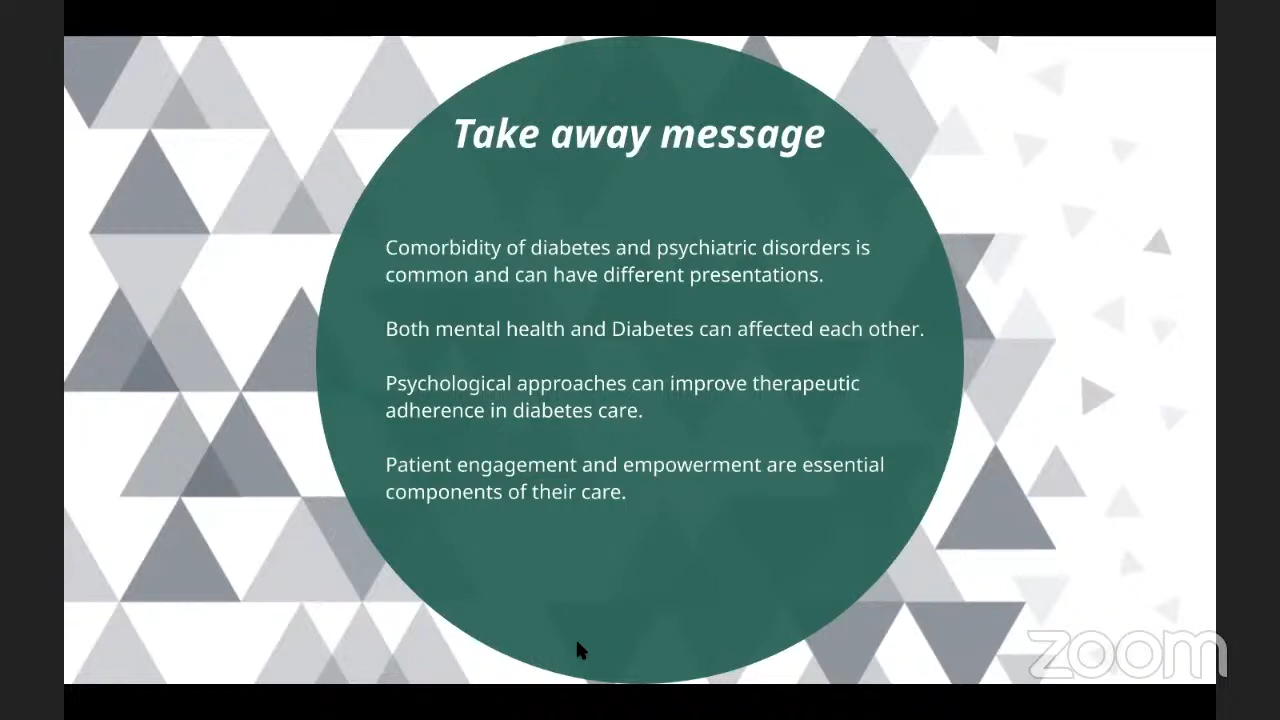 Take away message
Comorbidity of diabetes and psychiatric disorders is
common and can have different presentations.
Both mental health and Diabetes can affected each other.
Psychological approaches can improve therapeutic
adherence in diabetes care.
Patient engagement and empowerment are essential
components of their care.
zoom